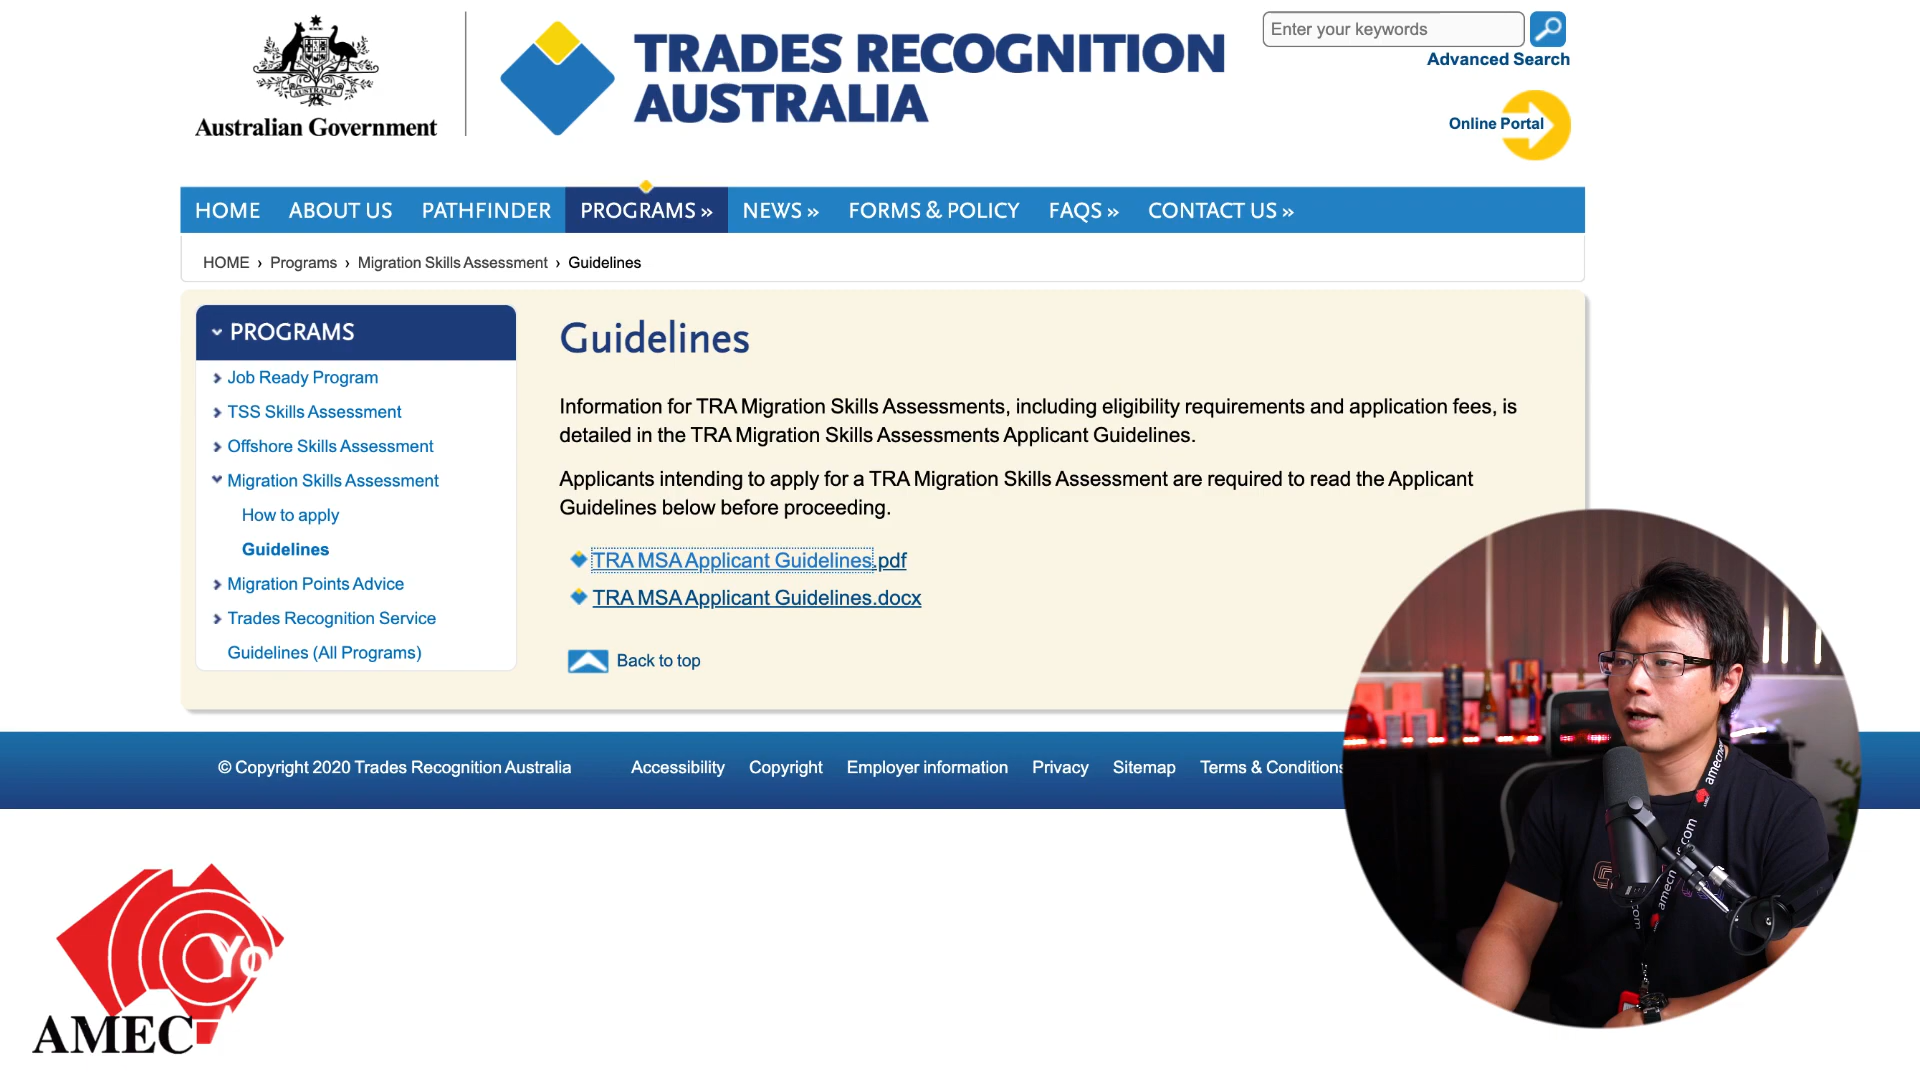 Australian Government
AUSTRALIA
TRADES RECOGNITION
AUSTRALIA
Enter your keywords
Advanced Search
Online Portal
HOME ABOUT US PATHFINDER PROGRAMS » NEWS » FORMS & POLICY FAQS » CONTACT US »
HOME › Programs › Migration Skills Assessment › Guidelines
PROGRAMS
Job Ready Program
TSS Skills Assessment
Offshore Skills Assessment
Migration Skills Assessment
How to apply
Guidelines
Migration Points Advice
Trades Recognition Service
Guidelines (All Programs)
Guidelines
Information for TRA Migration Skills Assessments, including eligibility requirements and application fees, is
detailed in the TRA Migration Skills Assessments Applicant Guidelines.
Applicants intending to apply for a TRA Migration Skills Assessment are required to read the Applicant
Guidelines below before proceeding.
TRA MSA Applicant Guidelines.pdf
TRA MSA Applicant Guidelines.docx
Back to top
© Copyright 2020 Trades Recognition Australia Accessibility Copyright Employer information Privacy Sitemap Terms & Conditions
AMEC
Yo